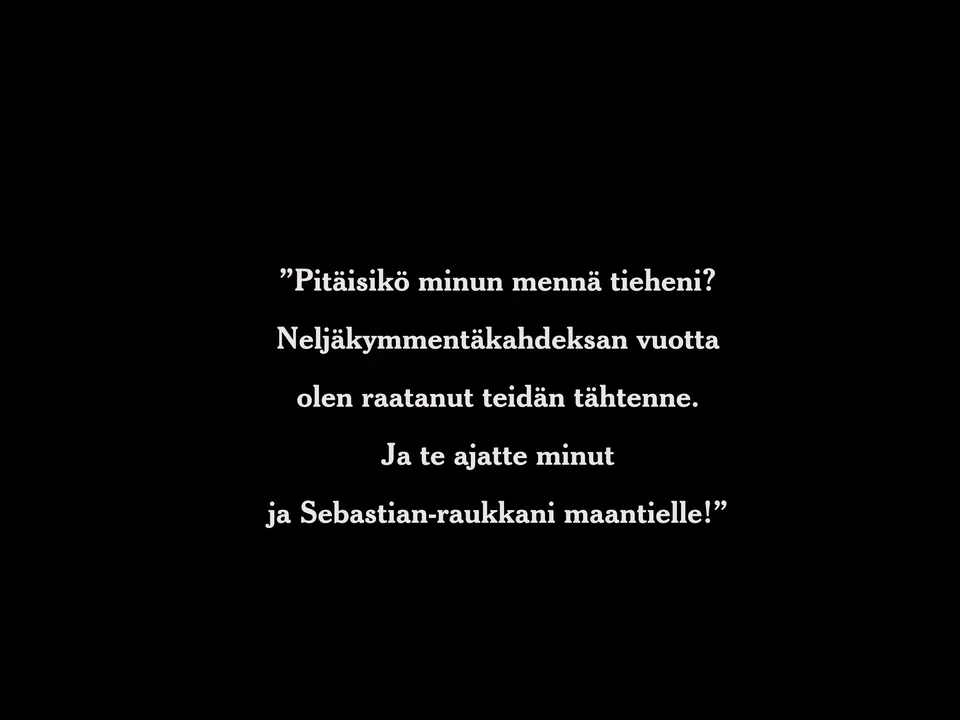 ”Pitäisikö minun mennä tieheni?
Neljäkymmentäkahdeksan vuotta
olen raatanut teidän tähtenne.
Ja te ajatte minut
ja Sebastian-raukkani maantielle!”